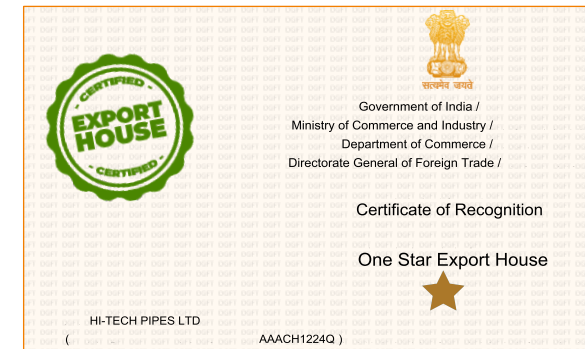 CERTIFIED
EXPORT
HOUSE
CERTIFIED
सत्यमेव जयते
Government of India /
Ministry of Commerce and Industry /
Department of Commerce /
Directorate General of Foreign Trade /
Certificate of Recognition
One Star Export House
HI-TECH PIPES LTD
( AAACH1224Q )